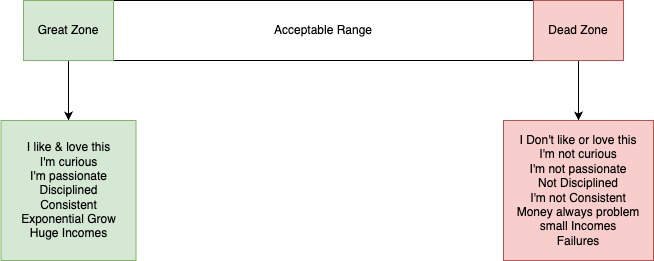 Great Zone
Acceptable Range
Dead Zone
I like & love this
I'm curious
I'm passionate
Disciplined
Consistent
Exponential Grow
Huge Incomes
I Don't like or love this
I'm not curious
I'm not passionate
Not Disciplined
I'm not Consistent
Money always problem
small Incomes
Failures